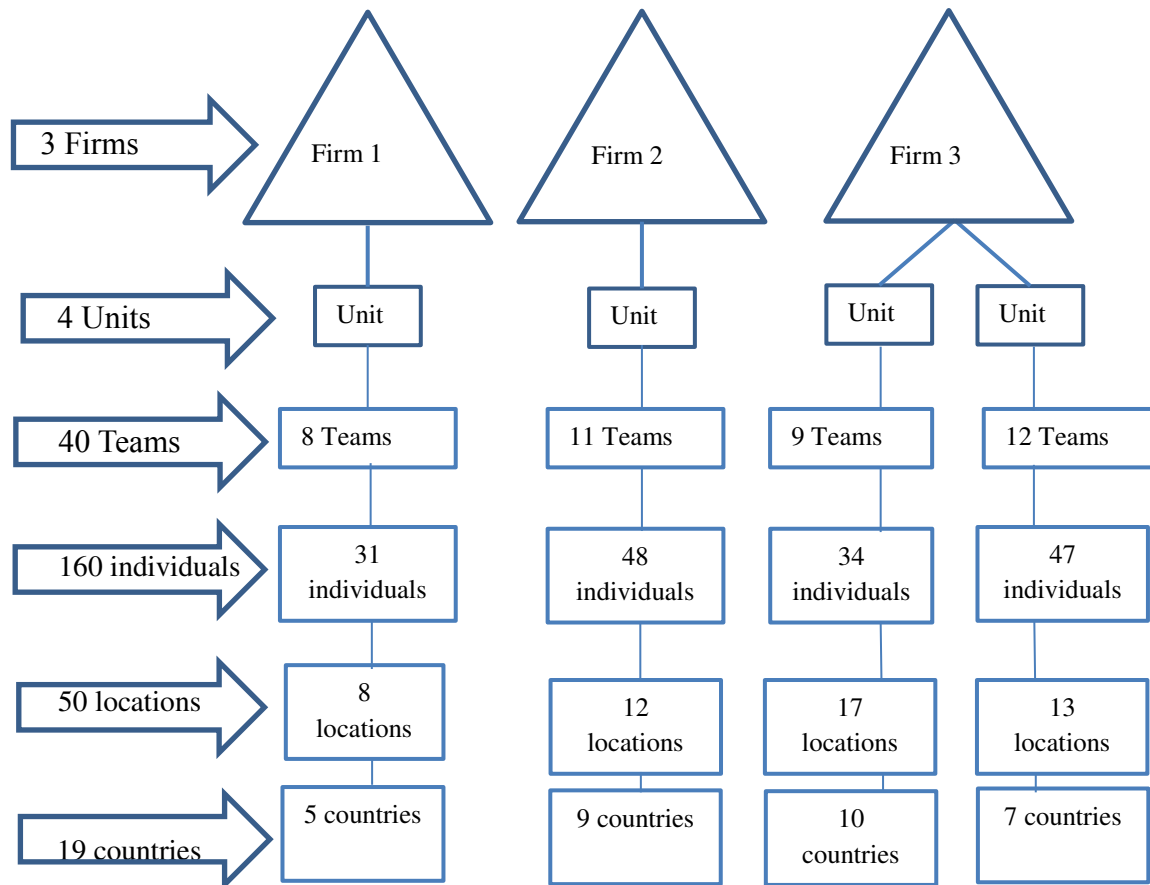 3 Firms
Firm 1
Firm 2
Firm 3
4 Units
Unit
Unit
Unit
Unit
40 Teams
8 Teams
11 Teams
9 Teams
12 Teams
160 individuals
31
individuals
48
individuals
34
individuals
47
individuals
50 locations
8
locations
12
locations
17
locations
13
locations
19 countries
5 countries
9 countries
10
countries
7 countries